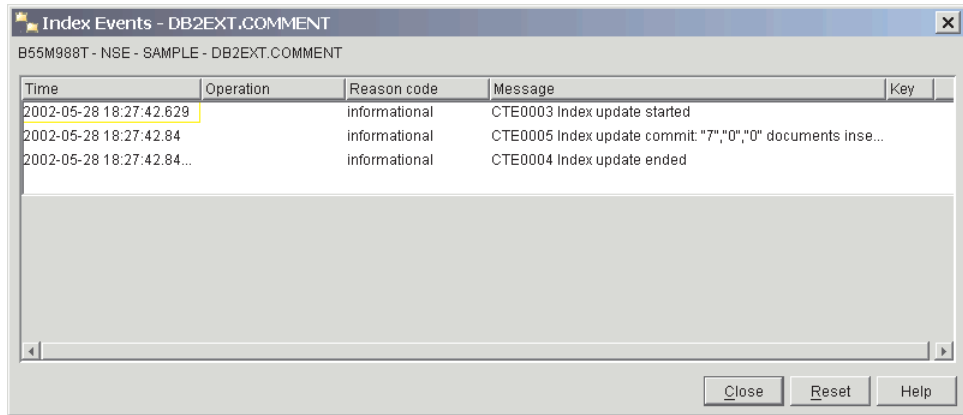 Index Events - DB2EXT.COMMENT
B55M988T - NSE - SAMPLE - DB2EXT.COMMENT
Time Operation Reason code Message Key
2002-05-28 18:27:42.629 informational CTE0003 Index update started
2002-05-28 18:27:42.84 informational CTE0005 Index update commit: "7","0","0" documents inse...
2002-05-28 18:27:42.84... informational CTE0004 Index update ended
Close Reset Help